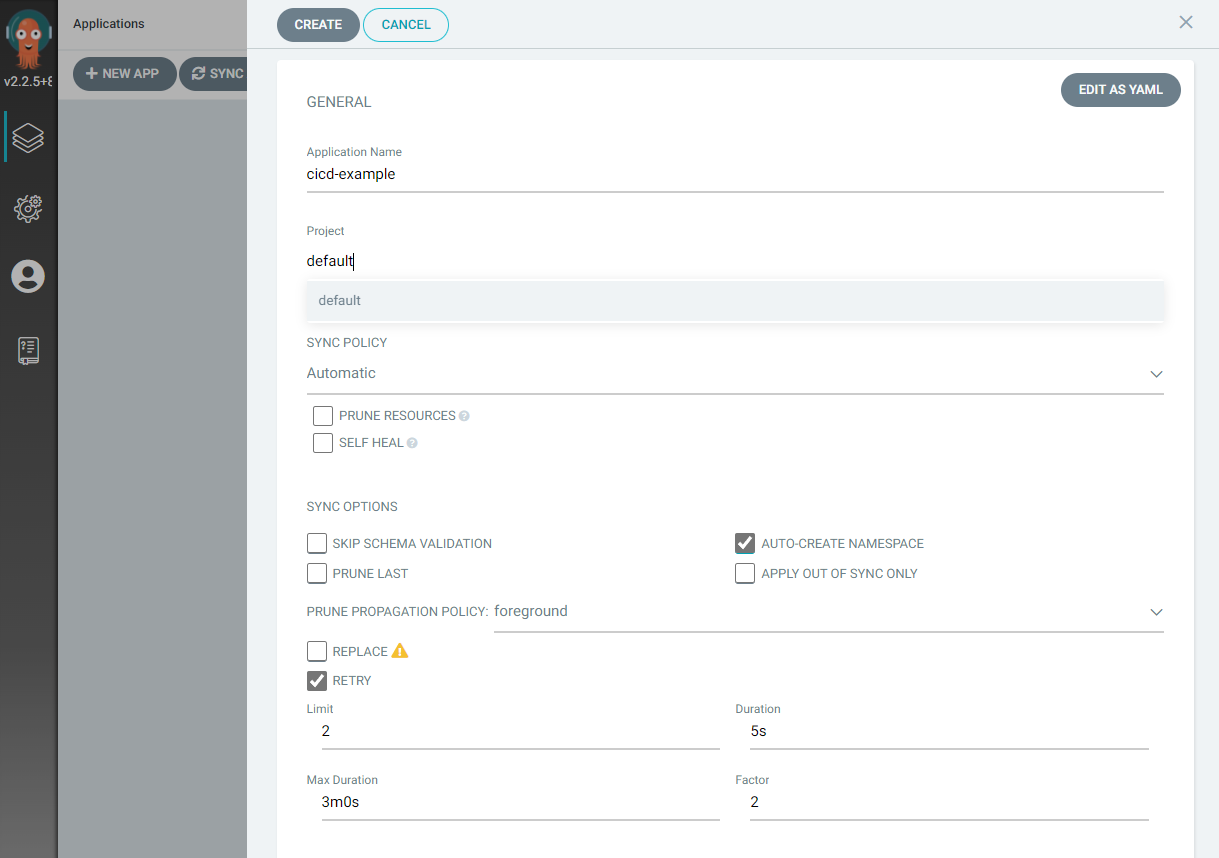 Applications
CREATE
CANCEL
v2.2.5+8
NEW APP
SYNC
GENERAL
EDIT AS YAML
Application Name
cicd-example
Project
default
default
SYNC POLICY
Automatic
PRUNE RESOURCES
SELF HEAL
SYNC OPTIONS
SKIP SCHEMA VALIDATION
AUTO-CREATE NAMESPACE
PRUNE LAST
APPLY OUT OF SYNC ONLY
PRUNE PROPAGATION POLICY: foreground
REPLACE
RETRY
Limit
Duration
2
5s
Max Duration
Factor
3m0s
2